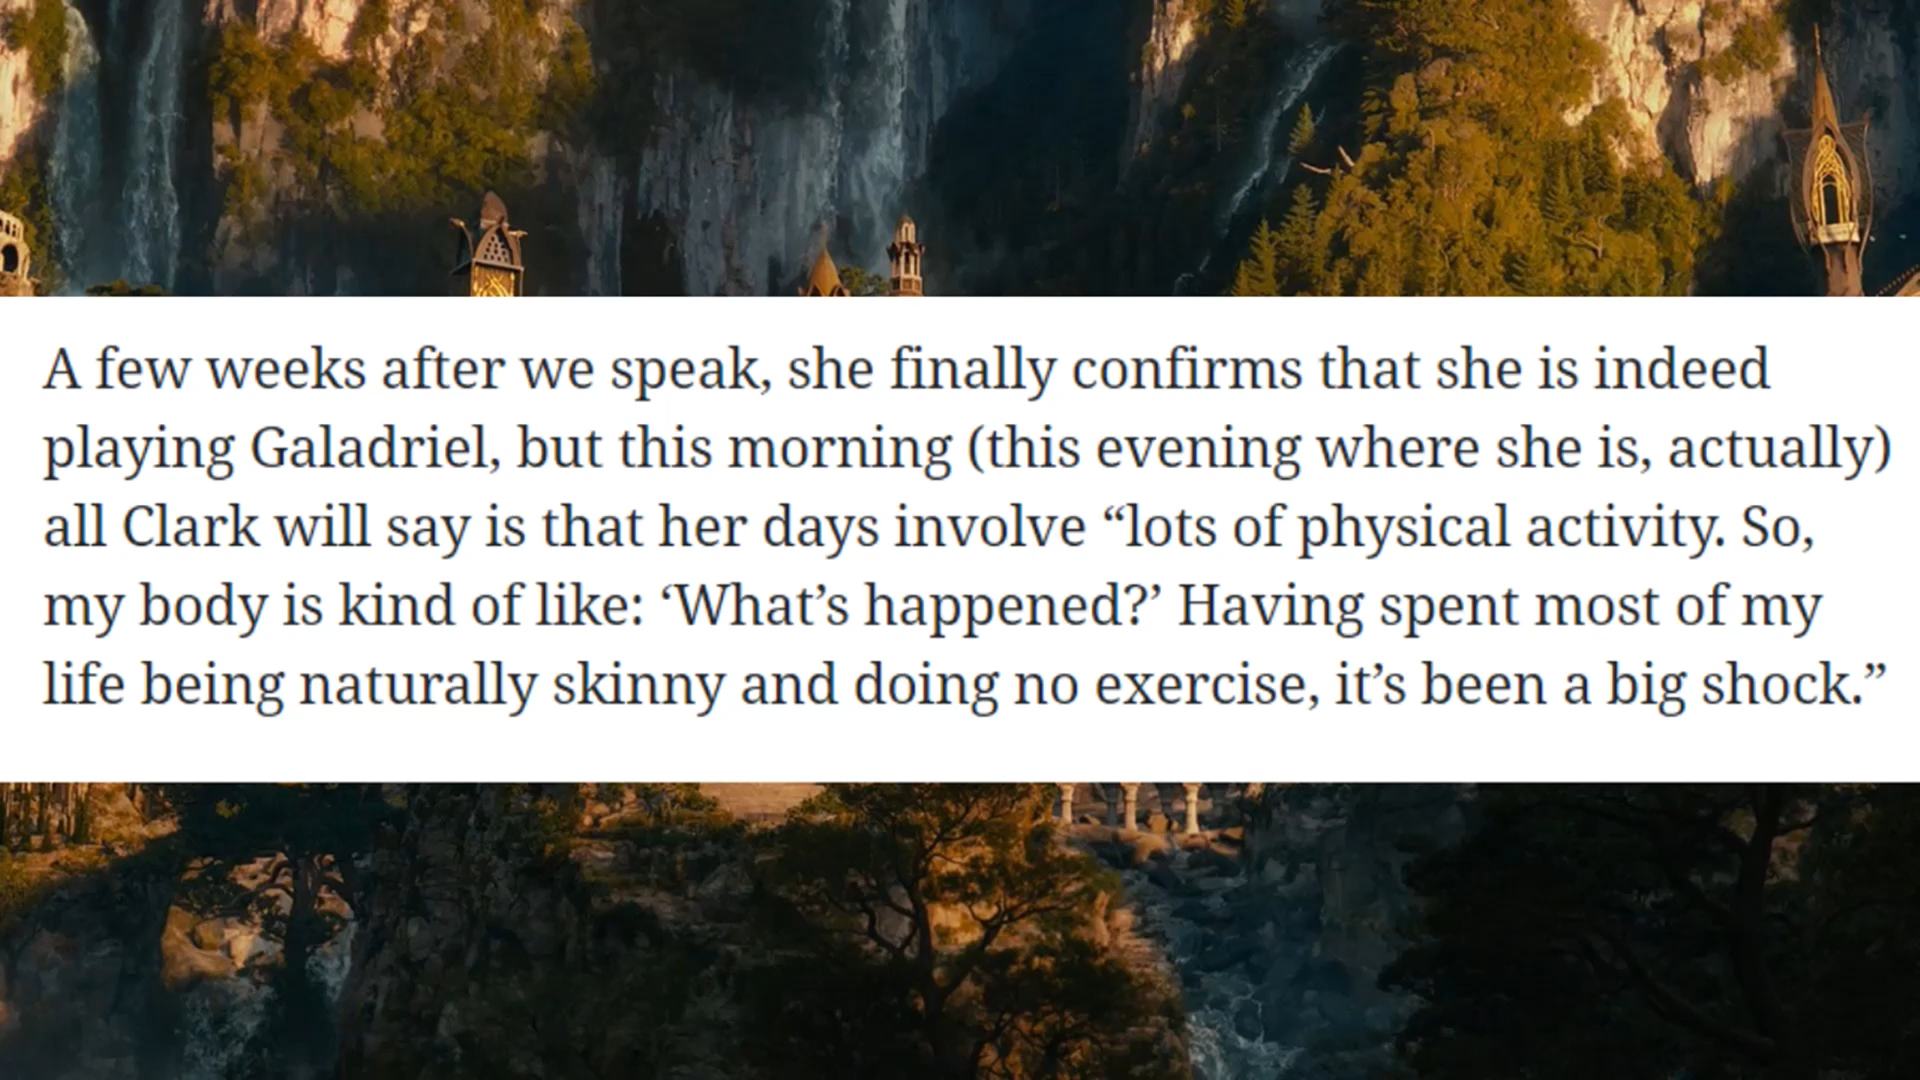 A few weeks after we speak, she finally confirms that she is indeed
playing Galadriel, but this morning (this evening where she is, actually)
all Clark will say is that her days involve “lots of physical activity. So,
my body is kind of like: ‘What’s happened?’ Having spent most of my
life being naturally skinny and doing no exercise, it’s been a big shock.”